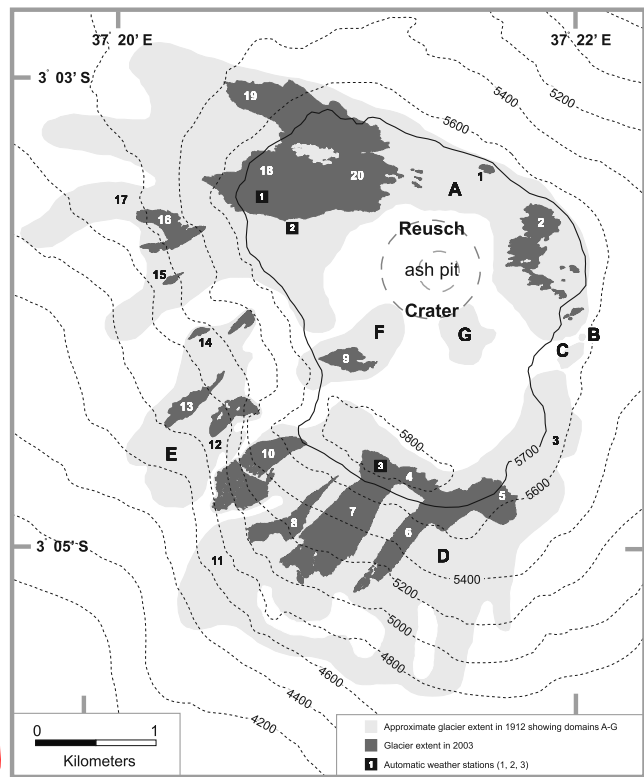 37° 20' E
37° 22' E
3° 03' S
5200
5400
5600
19
18
20
1
A
1
2
17
16
2
Reusch
ash pit
Crater
15
14
F
G
B
C
9
13
12
E
10
5800
3
4
5700
3
5600
5
7
8
6
D
3° 05' S
11
5400
5200
5000
4800
4600
4400
4200
0
1
Kilometers
Approximate glacier extent in 1912 showing domains A-G
Glacier extent in 2003
1
Automatic weather stations (1, 2, 3)